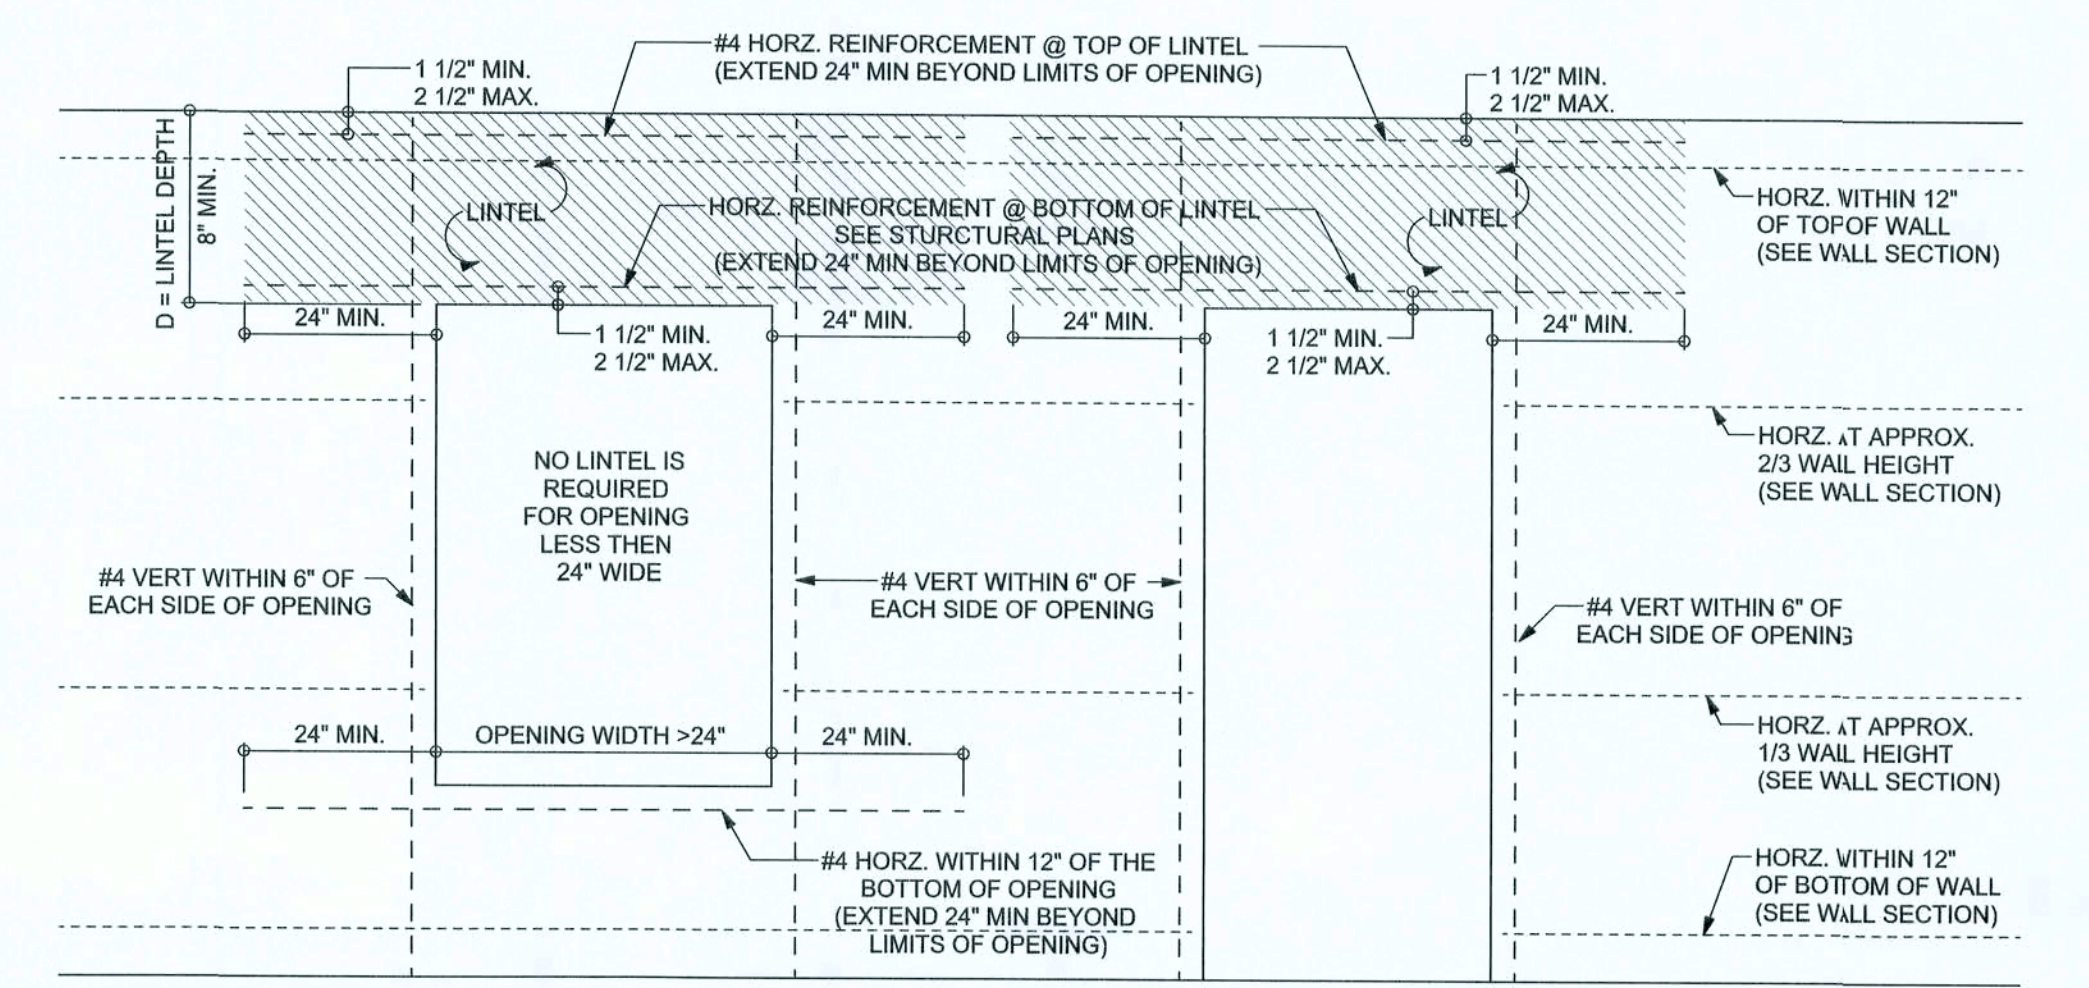 #4 HORZ. REINFORCEMENT @ TOP OF LINTEL
(EXTEND 24" MIN BEYOND LIMITS OF OPENING)
1 1/2" MIN.
2 1/2" MAX.
1 1/2" MIN.
2 1/2" MAX.
D = LINTEL DEPTH
8" MIN.
LINTEL
HORZ. REINFORCEMENT @ BOTTOM OF LINTEL
SEE STURCTURAL PLANS
(EXTEND 24" MIN BEYOND LIMITS OF OPENING)
LINTEL
HORZ. WITHIN 12"
OF TOP OF WALL
(SEE WALL SECTION)
24" MIN.
1 1/2" MIN.
2 1/2" MAX.
24" MIN.
24" MIN.
1 1/2" MIN.
2 1/2" MAX.
24" MIN.
HORZ. AT APPROX.
2/3 WALL HEIGHT
(SEE WALL SECTION)
NO LINTEL IS
REQUIRED
FOR OPENING
LESS THEN
24" WIDE
#4 VERT WITHIN 6" OF
EACH SIDE OF OPENING
#4 VERT WITHIN 6" OF
EACH SIDE OF OPENING
#4 VERT WITHIN 6" OF
EACH SIDE OF OPENING
24" MIN.
OPENING WIDTH >24"
24" MIN.
HORZ. AT APPROX.
1/3 WALL HEIGHT
(SEE WALL SECTION)
#4 HORZ. WITHIN 12" OF THE
BOTTOM OF OPENING
(EXTEND 24" MIN BEYOND
LIMITS OF OPENING)
HORZ. WITHIN 12"
OF BOTTOM OF WALL
(SEE WALL SECTION)